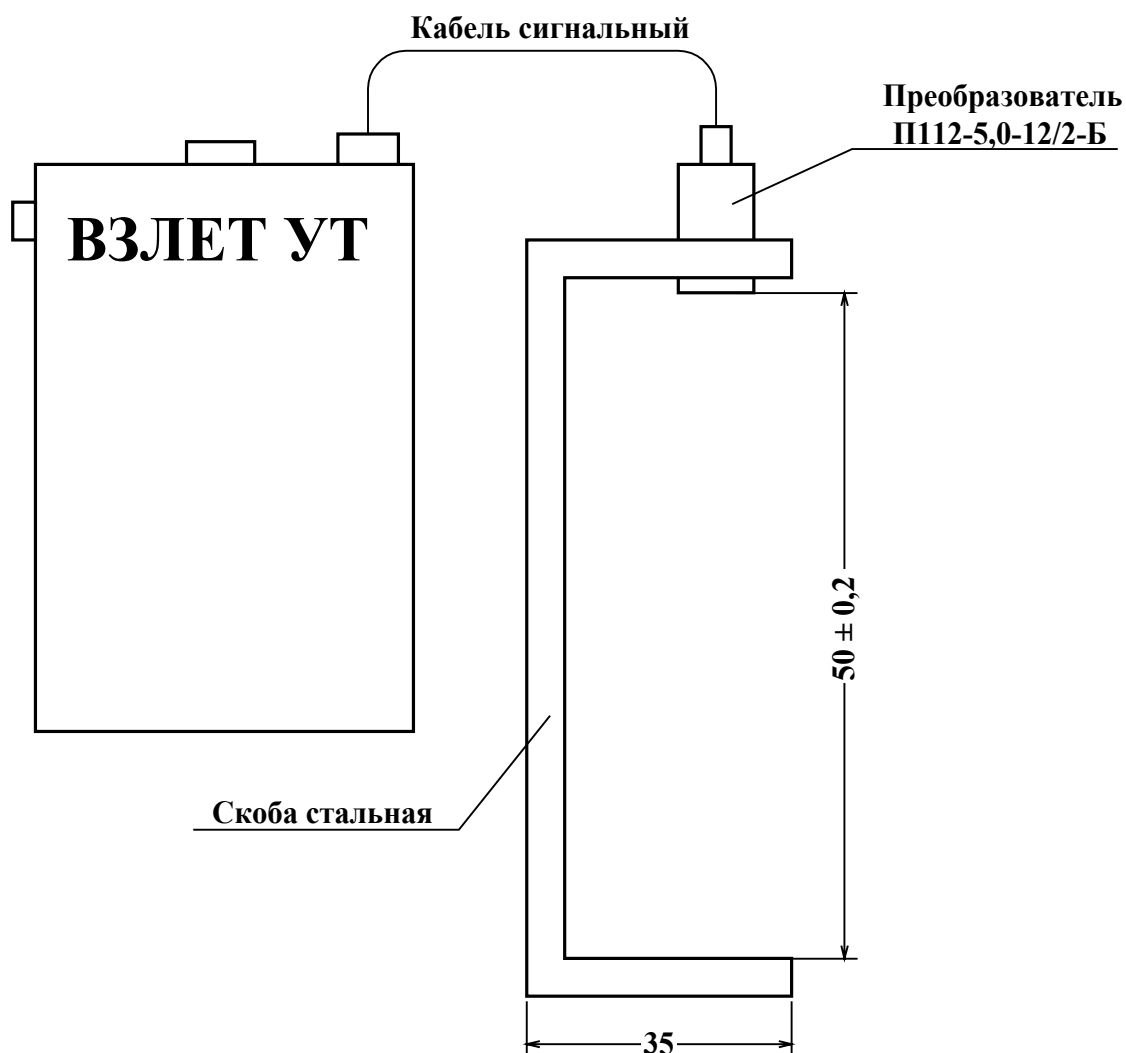 Кабель сигнальный
Преобразователь
П112-5,0-12/2-Б
ВЗЛЕТ УТ
50 ± 0,2
Скоба стальная
35